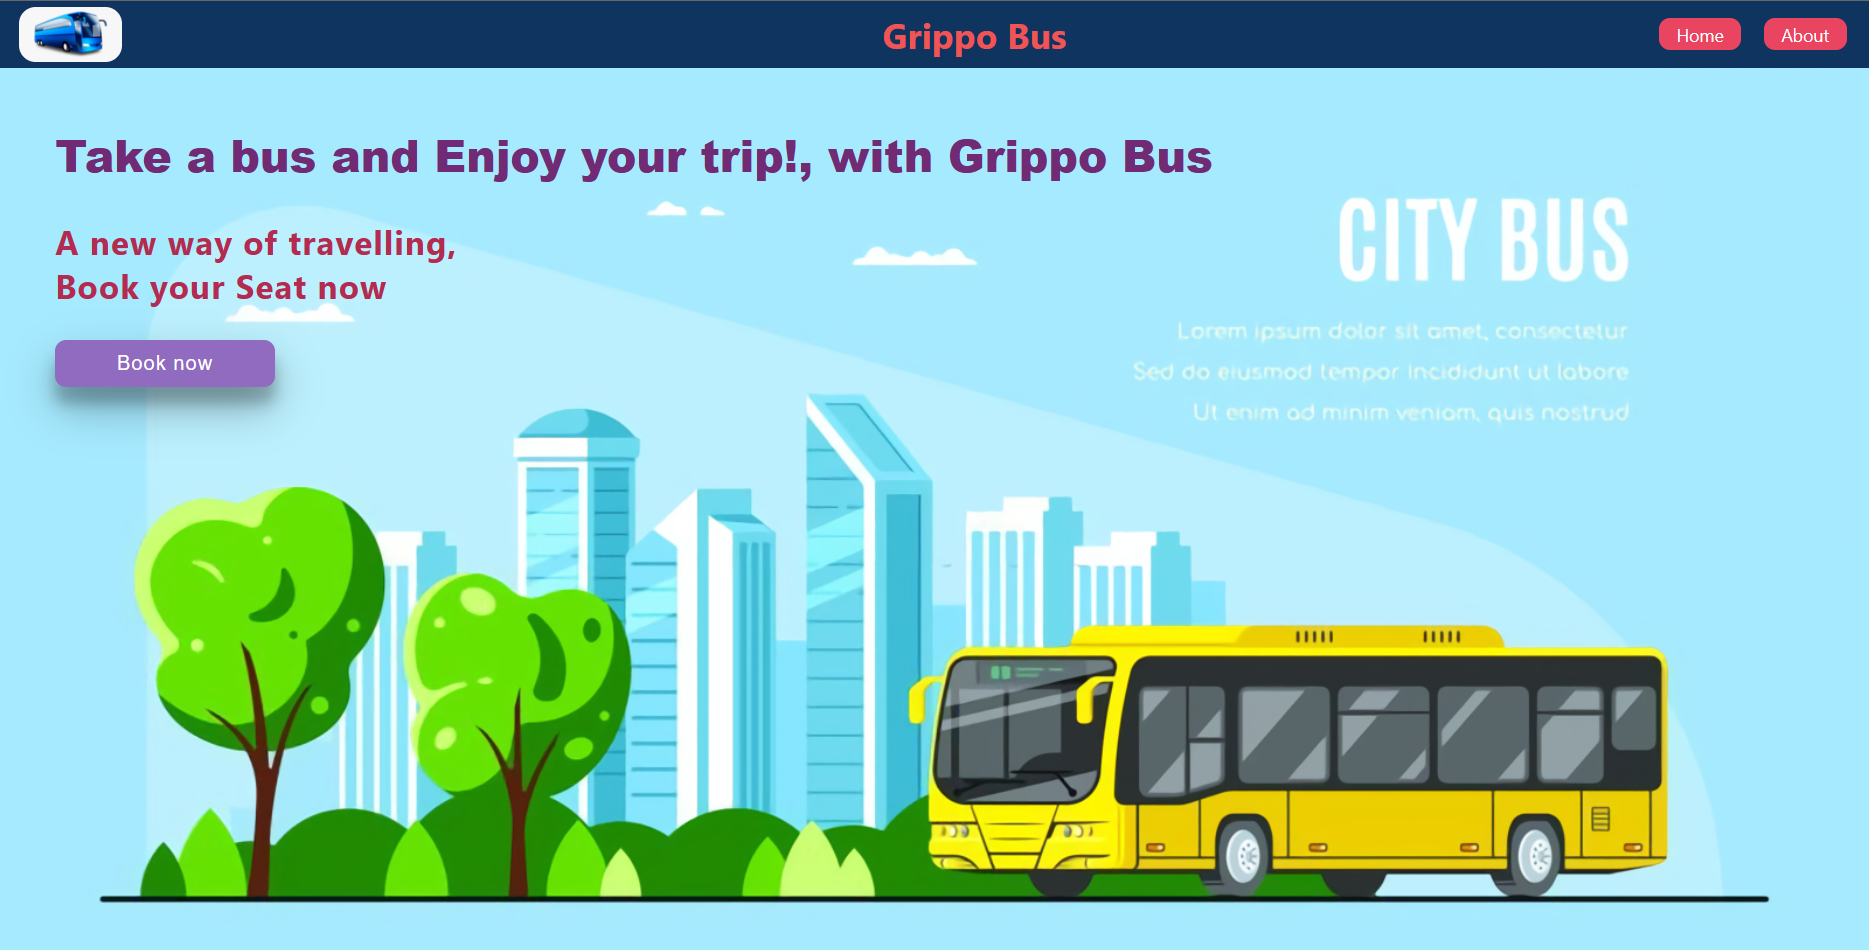 Grippo Bus
Home
About
Take a bus and Enjoy your trip!, with Grippo Bus
A new way of travelling,
Book your Seat now
Book now
CITY BUS
Lorem ipsum dolor sit amet, consectetur
Sed do eiusmod tempor incididunt ut labore
Ut enim ad minim veniam, quis nostrud